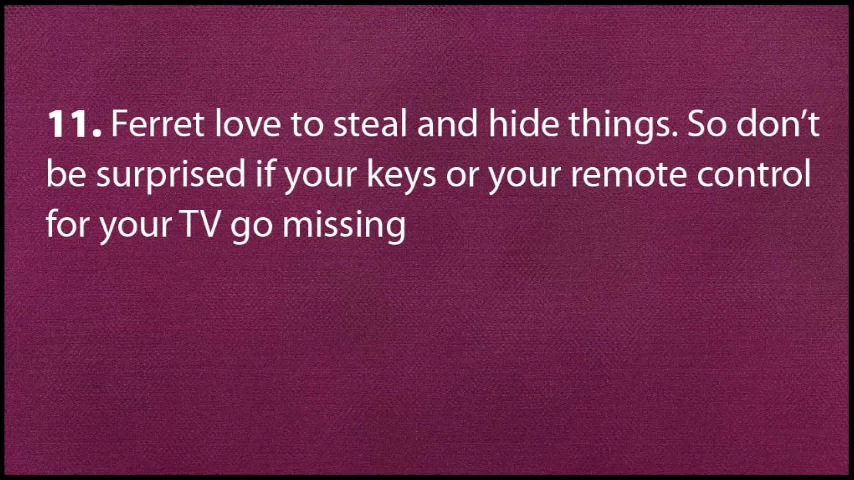 11. Ferret love to steal and hide things. So don’t
be surprised if your keys or your remote control
for your TV go missing